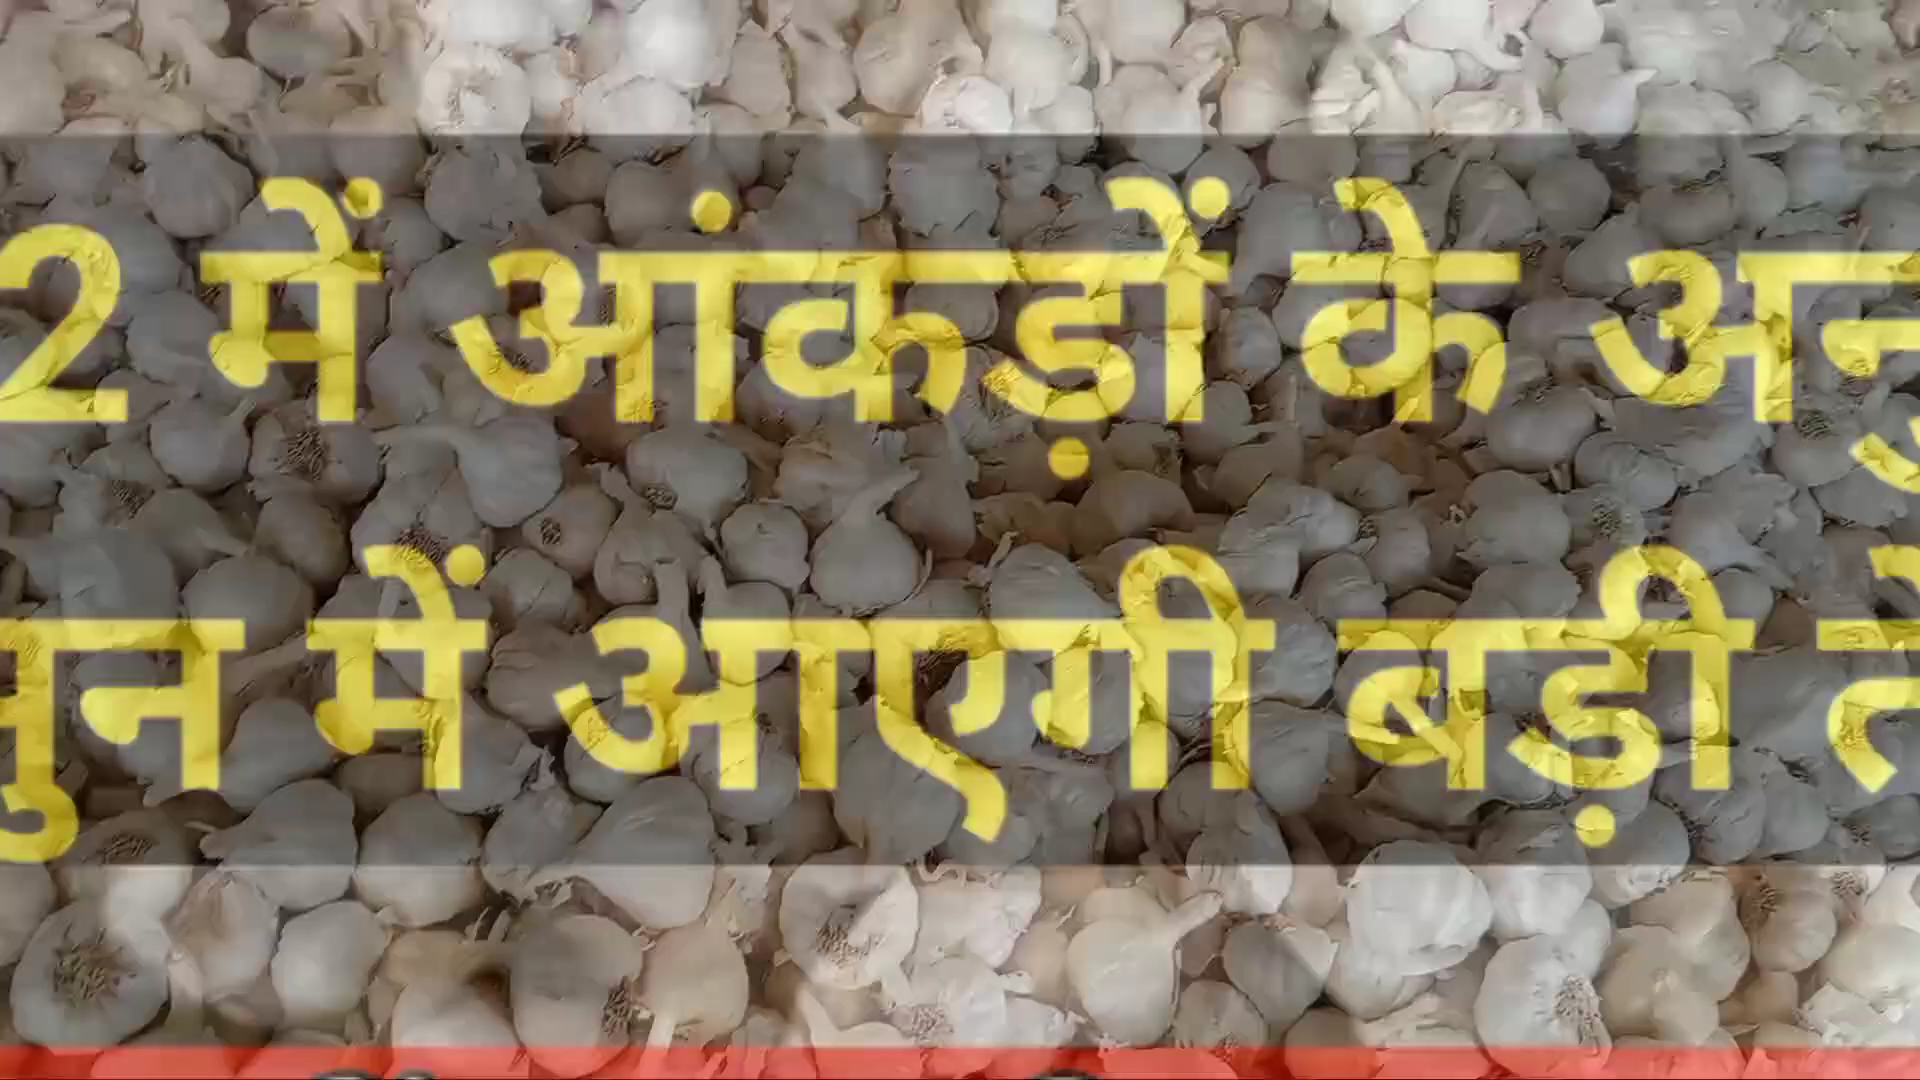 2 में आंकड़ों के
में आएगी बड़ी